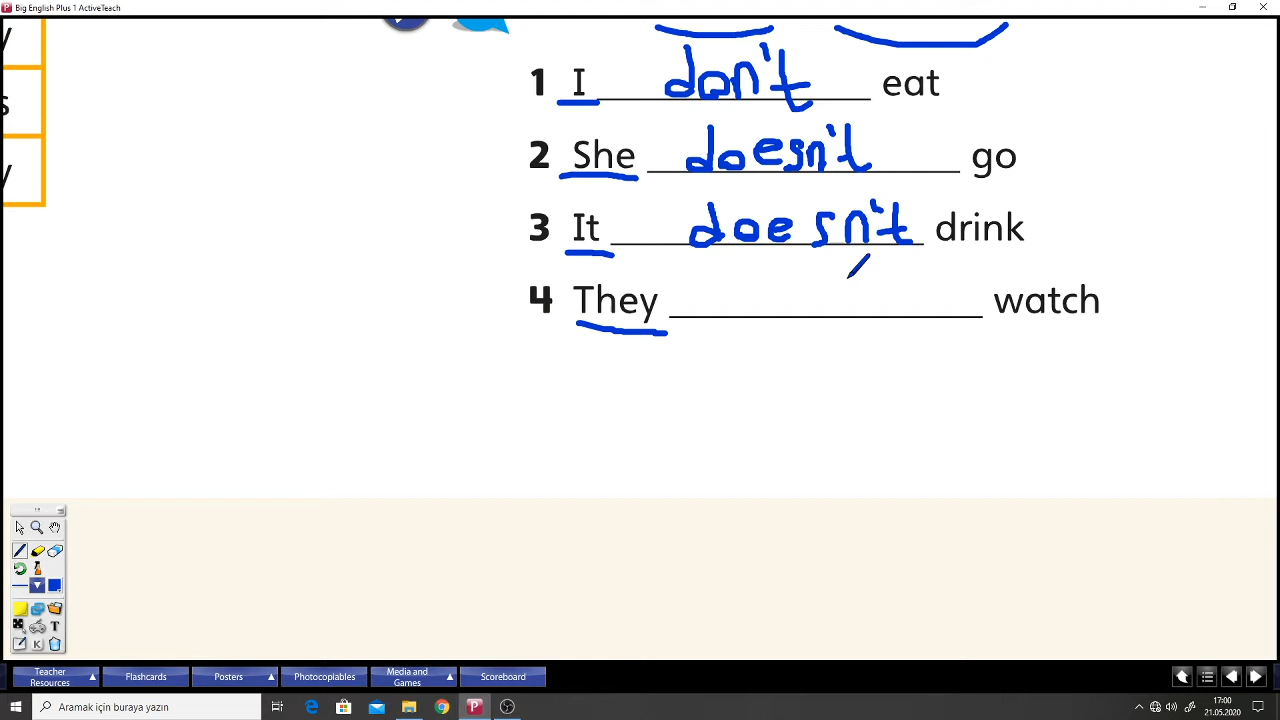 Big English Plus 1 ActiveTeach
y
s
y
1 I don't eat
2 She doesn't go
3 It doesn't drink
4 They ___ watch
T
K
Teacher Resources
Flashcards
Posters
Photocopiables
Media and Games
Scoreboard
Aramak için buraya yazın
17:00
21.05.2020